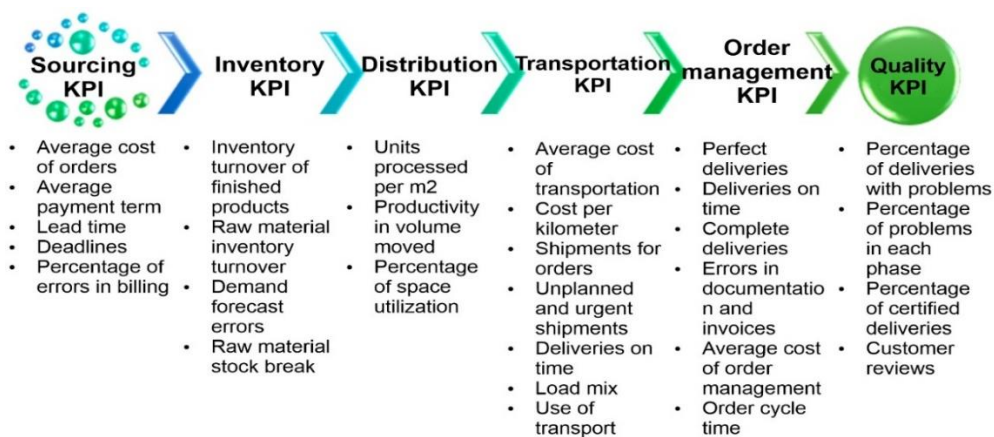 Sourcing
KPI
Inventory
KPI
Distribution
KPI
Transportation
KPI
Order
management
KPI
Quality
KPI
• Average cost
of orders
• Average
payment term
• Lead time
• Deadlines
• Percentage of
errors in billing
• Inventory
turnover of
finished
products
• Raw material
inventory
turnover
• Demand
forecast
errors
• Raw material
stock break
• Units
processed
per m2
• Productivity
in volume
moved
• Percentage
of space
utilization
• Average cost
of
transportation
• Cost per
kilometer
• Shipments for
orders
• Unplanned
and urgent
shipments
• Deliveries on
time
• Load mix
• Use of
transport
• Perfect
deliveries
• Deliveries on
time
• Complete
deliveries
• Errors in
documentatio
n and
invoices
• Average cost
of order
management
• Order cycle
time
• Percentage
of deliveries
with problems
• Percentage
of problems
in each
phase
• Percentage
of certified
deliveries
• Customer
reviews